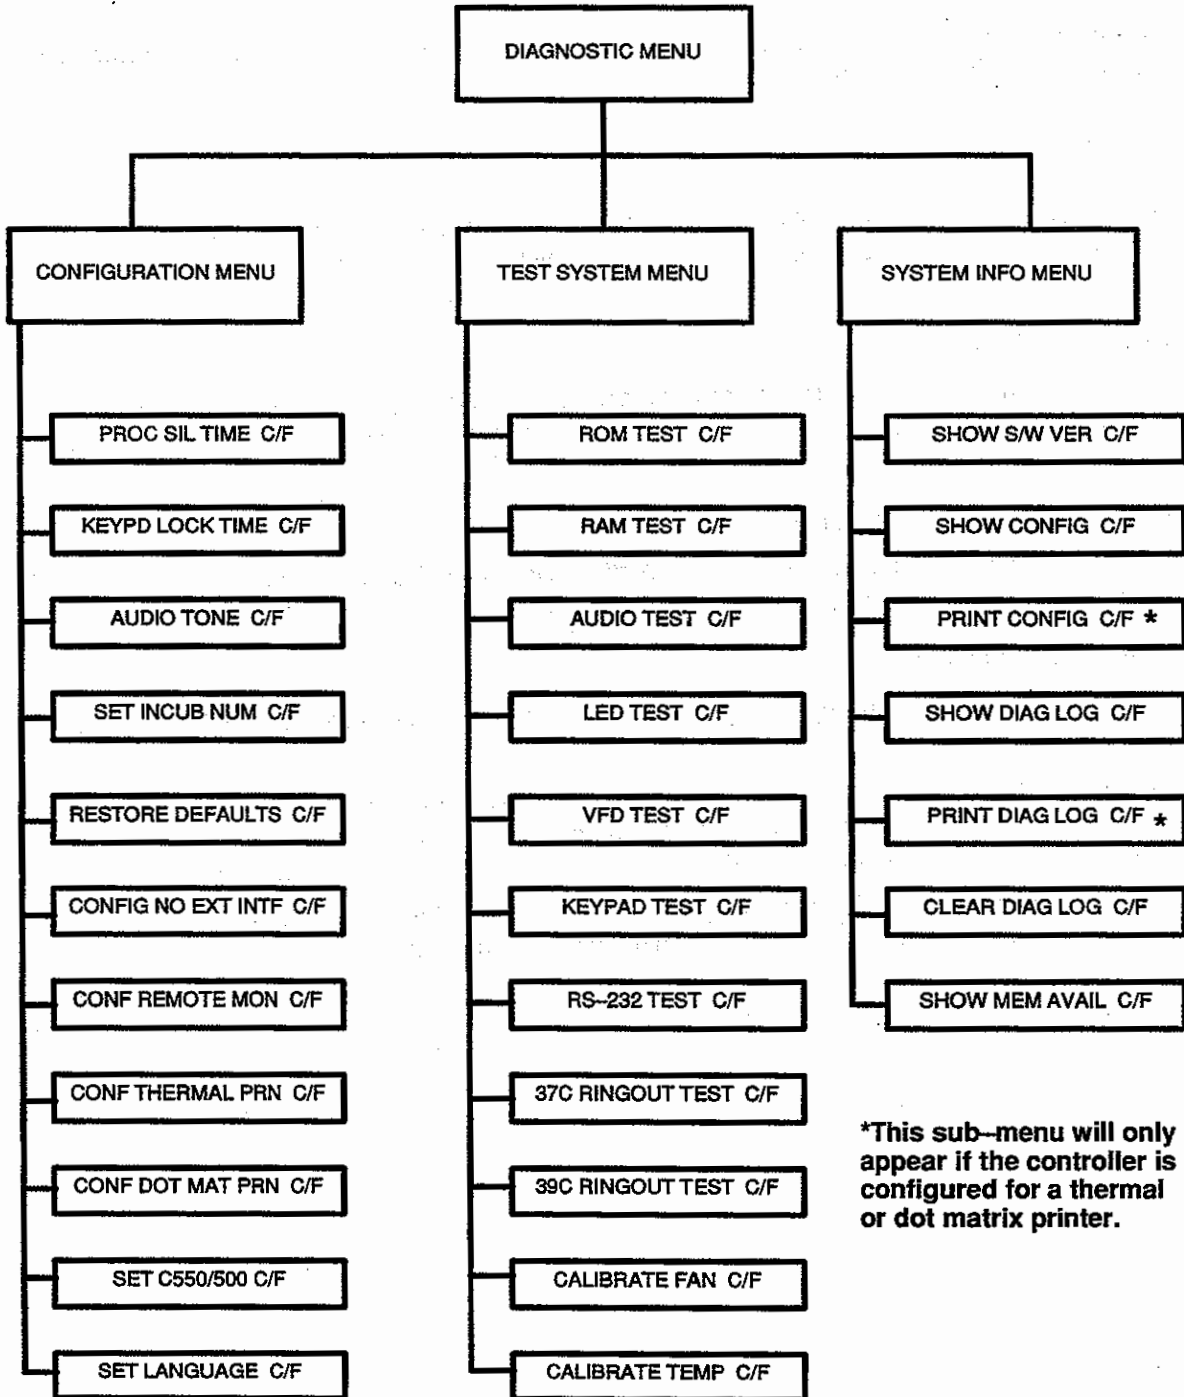 DIAGNOSTIC MENU
CONFIGURATION MENU
PROC SIL TIME C/F
KEYPD LOCK TIME C/F
AUDIO TONE C/F
SET INCUB NUM C/F
RESTORE DEFAULTS C/F
CONFIG NO EXT INTF C/F
CONF REMOTE MON C/F
CONF THERMAL PRN C/F
CONF DOT MAT PRN C/F
SET C550/500 C/F
SET LANGUAGE C/F
TEST SYSTEM MENU
ROM TEST C/F
RAM TEST C/F
AUDIO TEST C/F
LED TEST C/F
VFD TEST C/F
KEYPAD TEST C/F
RS-232 TEST C/F
37C RINGOUT TEST C/F
39C RINGOUT TEST C/F
CALIBRATE FAN C/F
CALIBRATE TEMP C/F
SYSTEM INFO MENU
SHOW S/W VER C/F
SHOW CONFIG C/F
PRINT CONFIG C/F *
SHOW DIAG LOG C/F
PRINT DIAG LOG C/F *
CLEAR DIAG LOG C/F
SHOW MEM AVAIL C/F
*This sub-menu will only
appear if the controller is
configured for a thermal
or dot matrix printer.